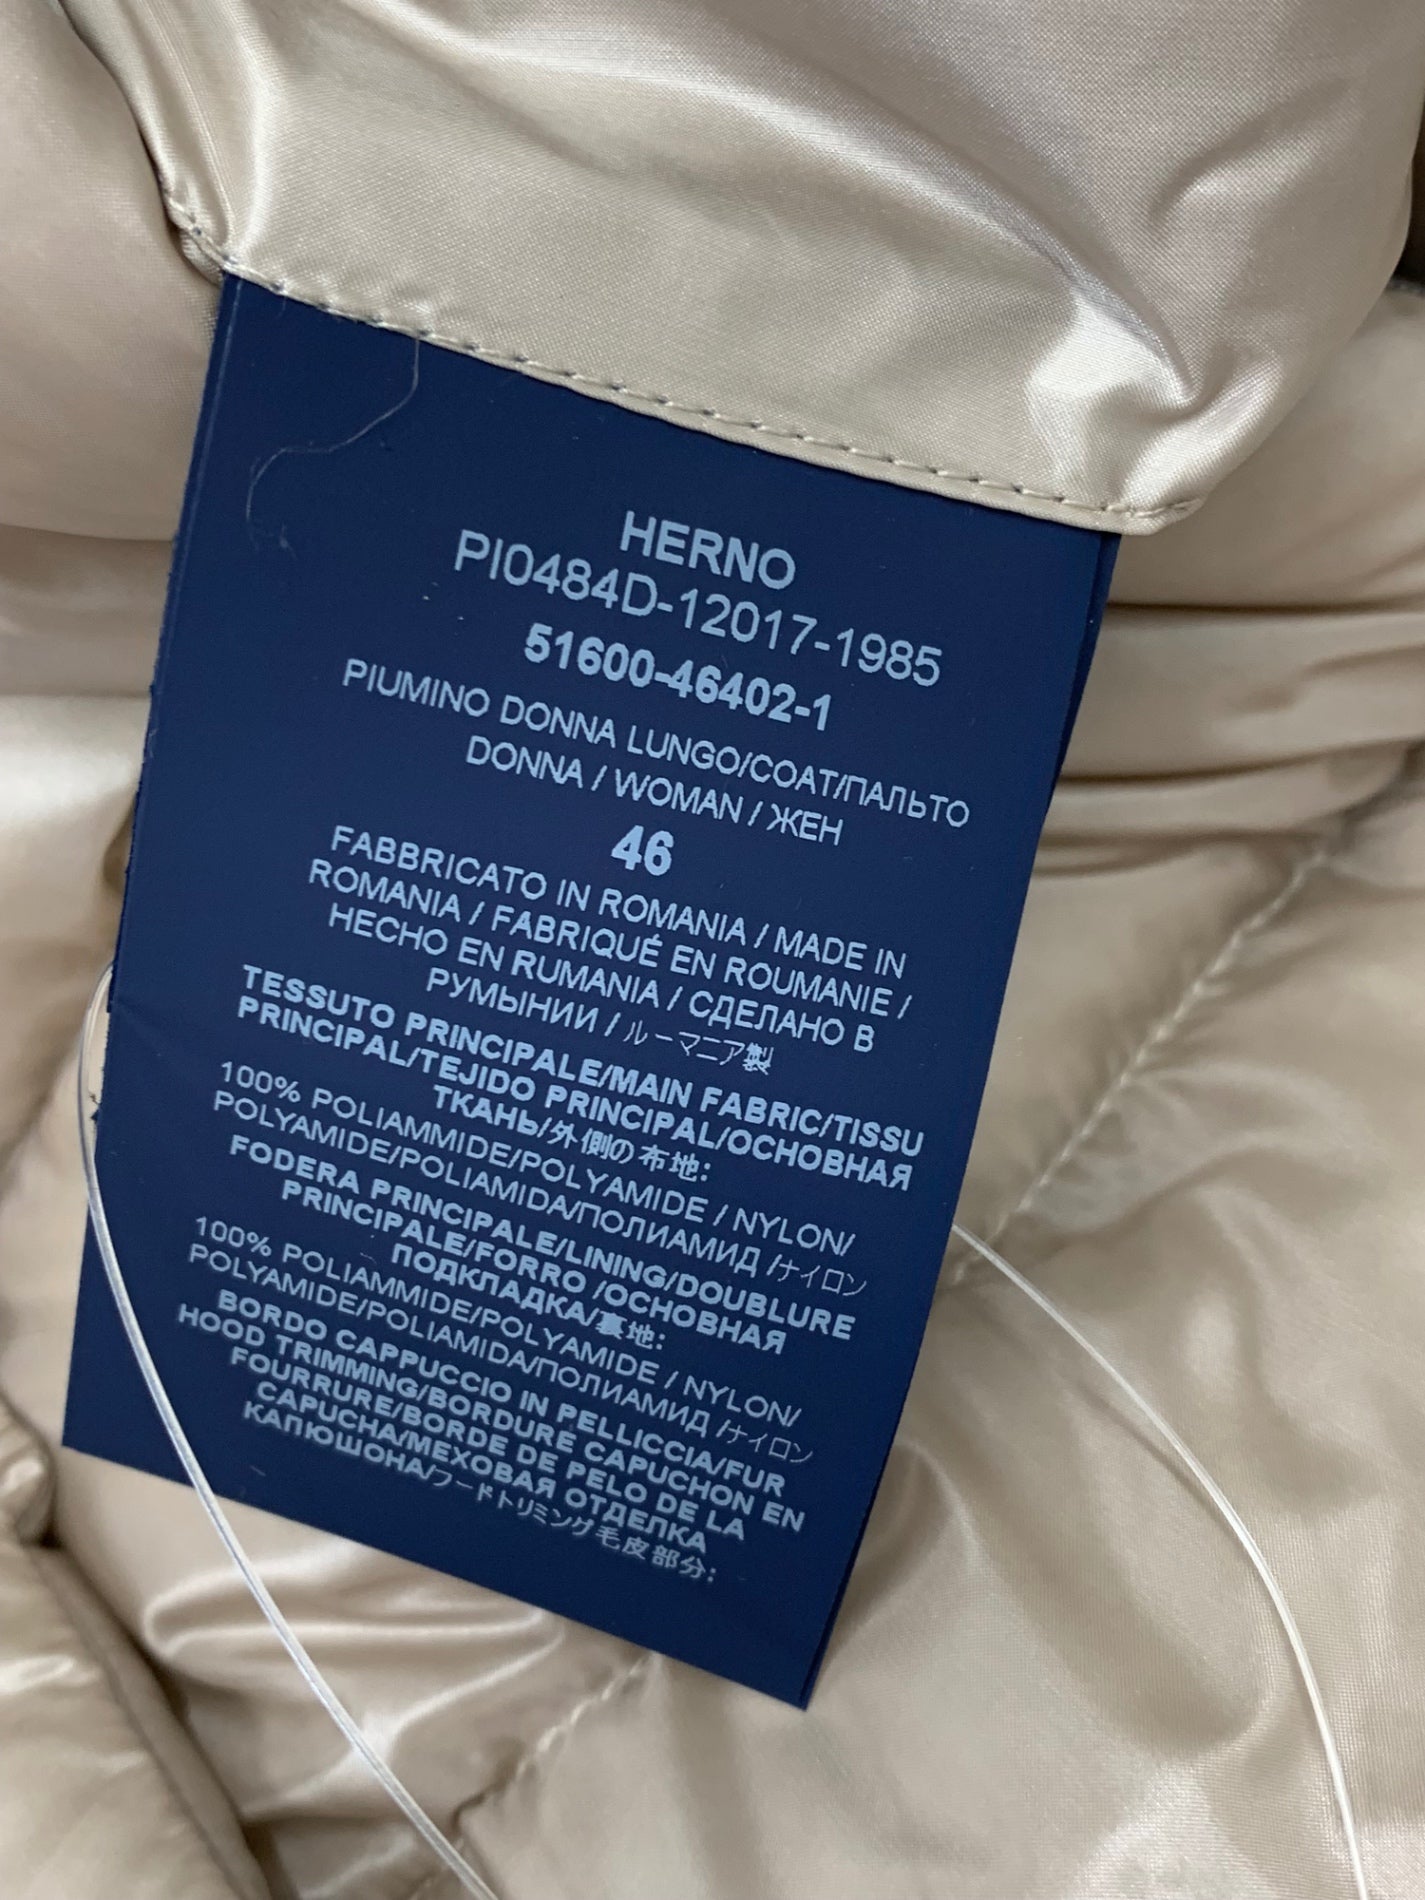 HERNO
PI0484D-12017-1985
51600-46402-1
PIUMINO DONNA LUNGO/COAT/ПАЛЬТО
DONNA / WOMAN / ЖЕН
46
FABBRICATO IN ROMANIA / MADE IN
ROMANIA / FABRIQUÉ EN ROUMANIE /
HECHO EN RUMANIA / СДЕЛАНО В
РУМЫНИИ / ルーマニア製
TESSUTO PRINCIPALE/MAIN FABRIC/TISSU
PRINCIPAL/TEJIDO PRINCIPAL/ОСНОВНАЯ
ТКАНЬ/外側の布地:
100% POLIAMMIDE/POLYAMIDE / NYLON/
POLYAMIDE/POLIAMIDA/ПОЛИАМИД /ナイロン
FODERA PRINCIPALE/LINING/DOUBLURE
PRINCIPALE/FORRO /ОСНОВНАЯ
ПОДКЛАДКА/裏地:
100% POLIAMMIDE/POLYAMIDE / NYLON/
POLYAMIDE/POLIAMIDA/ПОЛИАМИД /ナイロン
BORDO CAPPUCCIO IN PELLICCIA/FUR
HOOD TRIMMING/BORDURE CAPUCHON EN
FOURRURE/BORDE DE PELO DE LA
CAPUCHA/МЕХОВАЯ ОТДЕЛКА
КАПЮШОНА/フードトリミング毛皮部分: